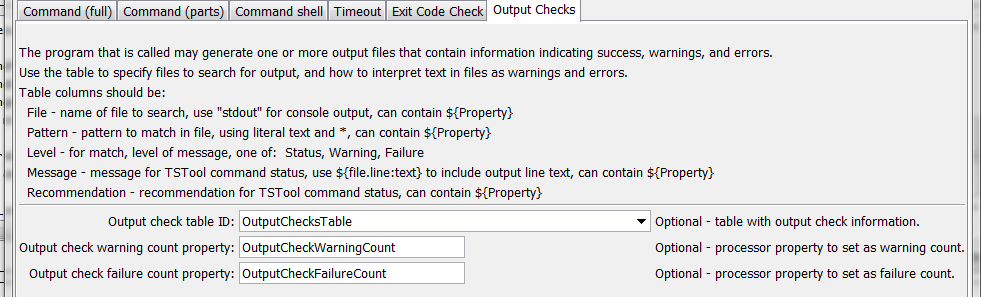 Command (full) Command (parts) Command shell Timeout Exit Code Check Output Checks
The program that is called may generate one or more output files that contain information indicating success, warnings, and errors.
Use the table to specify files to search for output, and how to interpret text in files as warnings and errors.
Table columns should be:
File - name of file to search, use "stdout" for console output, can contain ${Property}
Pattern - pattern to match in file, using literal text and *, can contain ${Property}
Level - for match, level of message, one of:  Status, Warning, Failure
Message - message for TSTool command status, use ${file.line:text} to include output line text, can contain ${Property}
Recommendation - recommendation for TSTool command status, can contain ${Property}
Output check table ID: OutputChecksTable Optional - table with output check information.
Output check warning count property: OutputCheckWarningCount Optional - processor property to set as warning count.
Output check failure count property: OutputCheckFailureCount Optional - processor property to set as failure count.